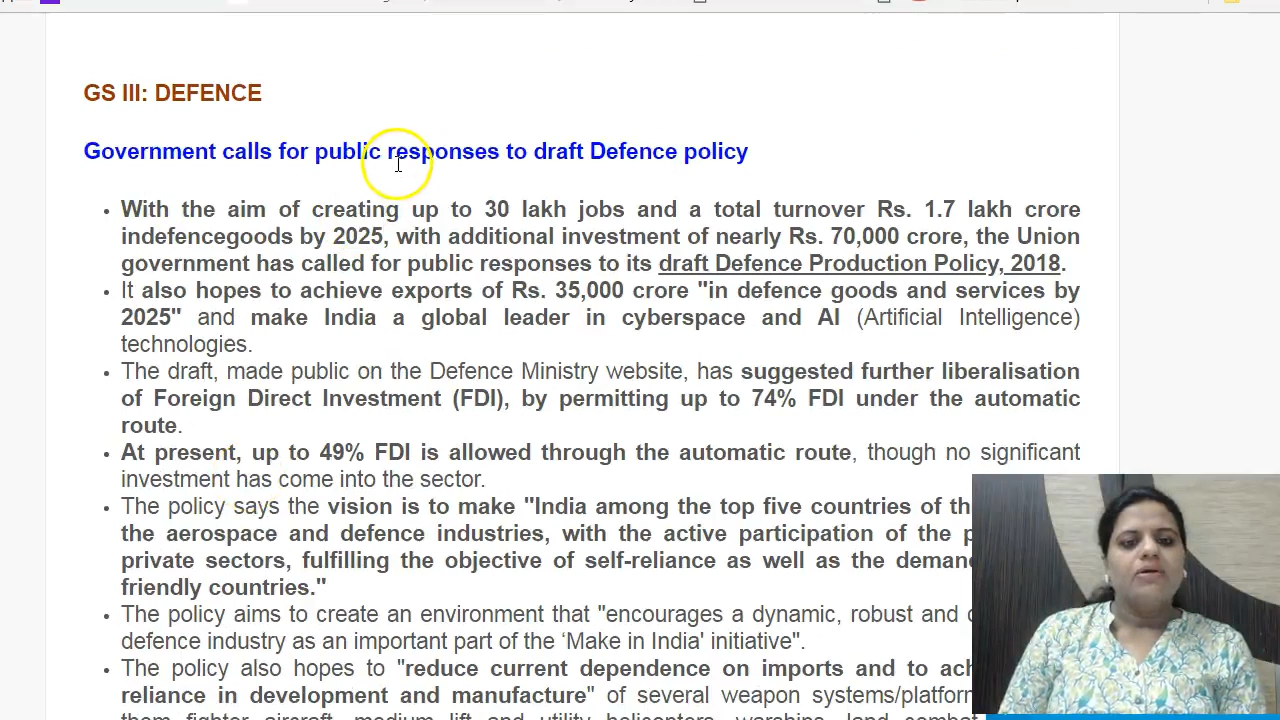 GS III: DEFENCE
Government calls for public responses to draft Defence policy
With the aim of creating up to 30 lakh jobs and a total turnover Rs. 1.7 lakh crore
indefencegoods by 2025, with additional investment of nearly Rs. 70,000 crore, the Union
government has called for public responses to its draft Defence Production Policy, 2018.
It also hopes to achieve exports of Rs. 35,000 crore "in defence goods and services by
2025" and make India a global leader in cyberspace and AI (Artificial Intelligence)
technologies.
The draft, made public on the Defence Ministry website, has suggested further liberalisation
of Foreign Direct Investment (FDI), by permitting up to 74% FDI under the automatic
route.
At present, up to 49% FDI is allowed through the automatic route, though no significant
investment has come into the sector.
The policy says the vision is to make "India among the top five countries of
the aerospace and defence industries, with the active participation of the
private sectors, fulfilling the objective of self-reliance as well as the
friendly countries."
The policy aims to create an environment that "encourages a dynamic, robust and
defence industry as an important part of the ‘Make in India' initiative".
The policy also hopes to "reduce current dependence on imports and to
reliance in development and manufacture" of several weapon
them fighter aircraft, medium lift and utility helicopters, warships, land combat